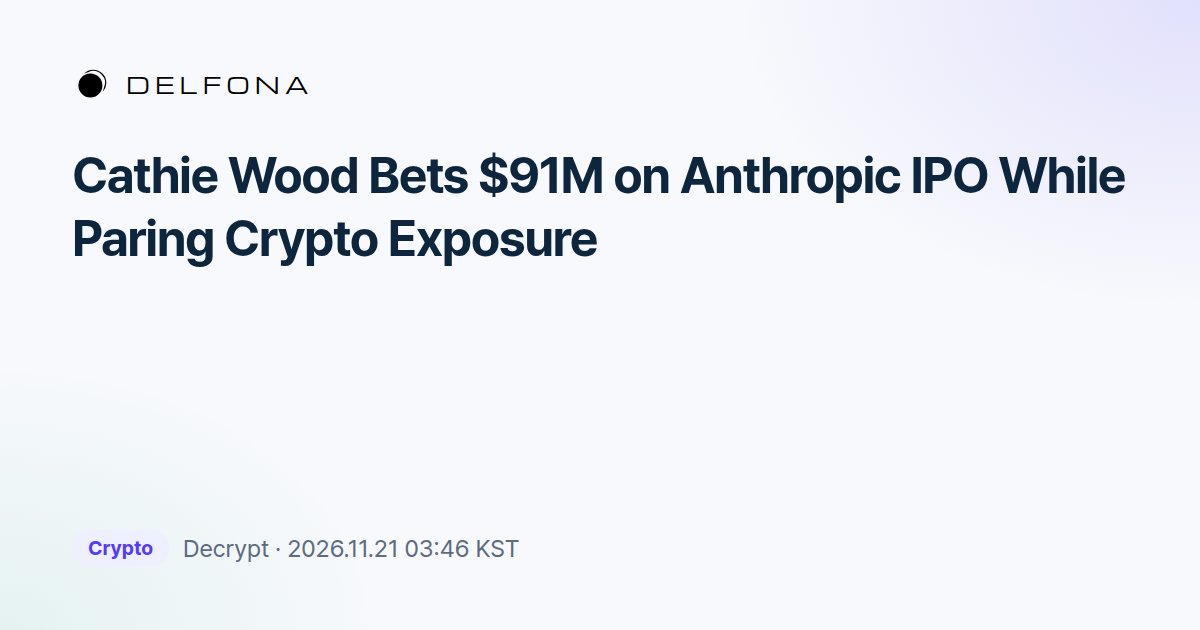 DELFONA
Cathie Wood Bets $91M on Anthropic IPO While
Paring Crypto Exposure
Crypto Decrypt · 2026.11.21 03:46 KST